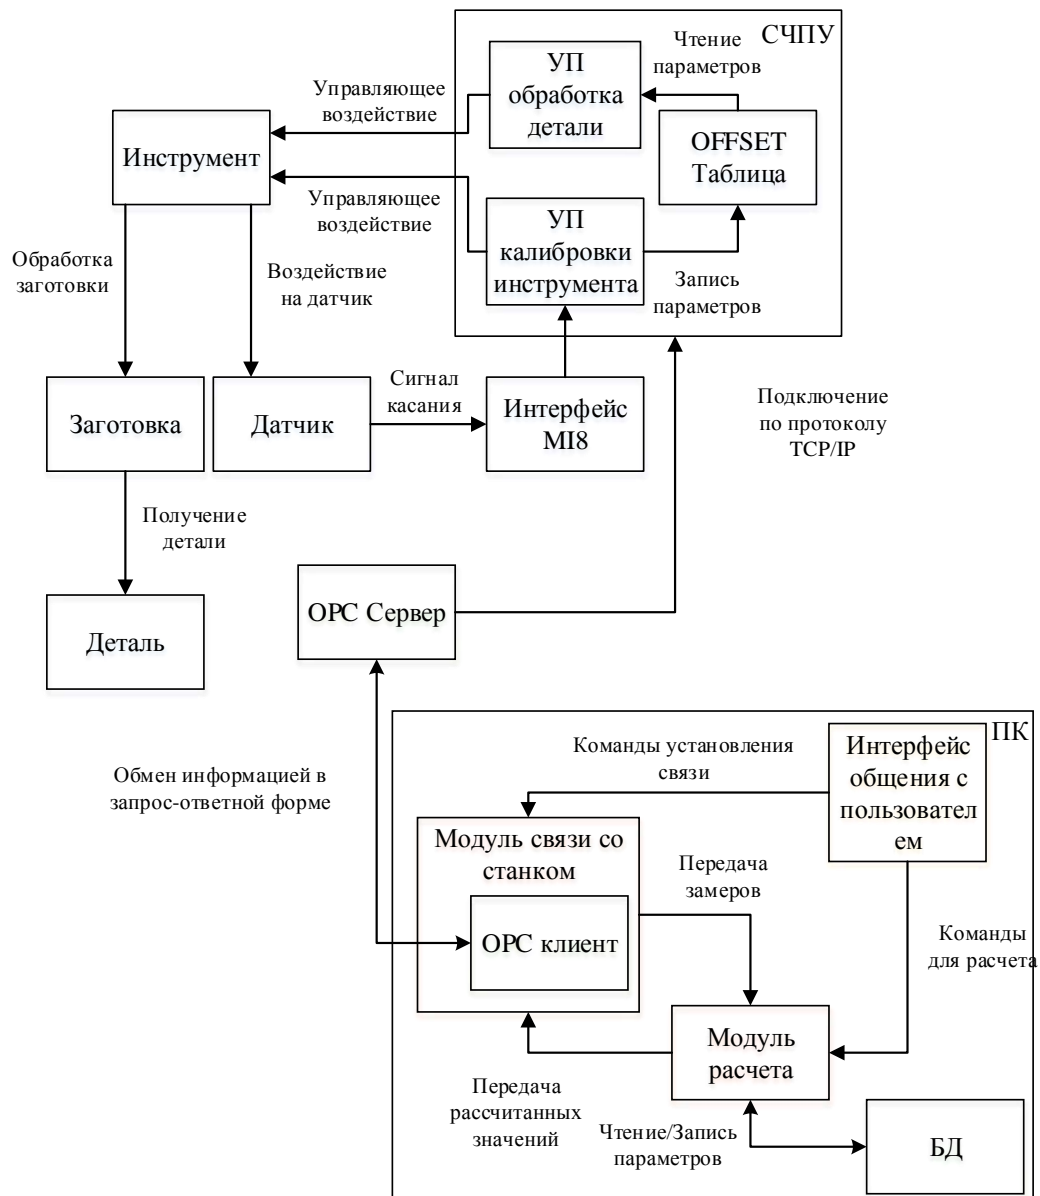 СЧПУ
Чтение
параметров
УП
обработка
детали
Управляющее
воздействие
Инструмент
OFFSET
Таблица
Управляющее
воздействие
УП
калибровки
инструмента
Обработка
заготовки
Воздействие
на датчик
Запись
параметров
Сигнал
касания
Заготовка
Датчик
Интерфейс
MI8
Подключение
по протоколу
TCP/IP
Получение
детали
Деталь
OPC Сервер
ПК
Команды установления
связи
Интерфейс
общения с
пользовател
ем
Обмен информацией в
запрос-ответной форме
Модуль связи со
станком
Передача
замеров
OPC клиент
Команды
для расчета
Модуль
расчета
Передача
рассчитанных
значений
Чтение/Запись
параметров
БД